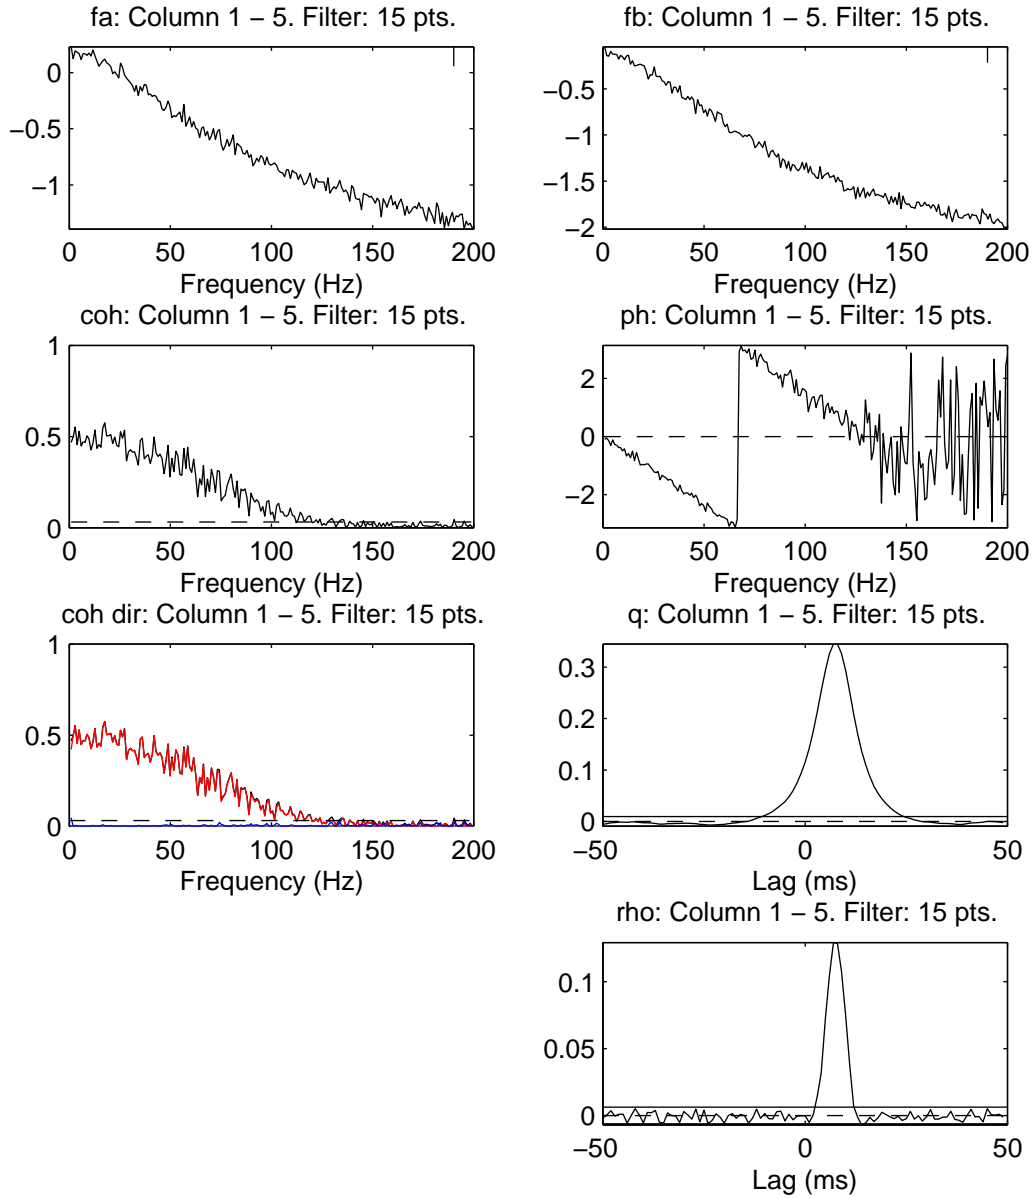 fa: Column 1 − 5. Filter: 15 pts.
0
−0.5
−1
0 50 100 150 200
Frequency (Hz)
fb: Column 1 − 5. Filter: 15 pts.
−0.5
−1
−1.5
−2
0 50 100 150 200
Frequency (Hz)
coh: Column 1 − 5. Filter: 15 pts.
1
0.5
0
0 50 100 150 200
Frequency (Hz)
ph: Column 1 − 5. Filter: 15 pts.
2
0
−2
0 50 100 150 200
Frequency (Hz)
coh dir: Column 1 − 5. Filter: 15 pts.
1
0.5
0
0 50 100 150 200
Frequency (Hz)
q: Column 1 − 5. Filter: 15 pts.
0.3
0.2
0.1
0
−50 0 50
Lag (ms)
rho: Column 1 − 5. Filter: 15 pts.
0.1
0.05
0
−50 0 50
Lag (ms)